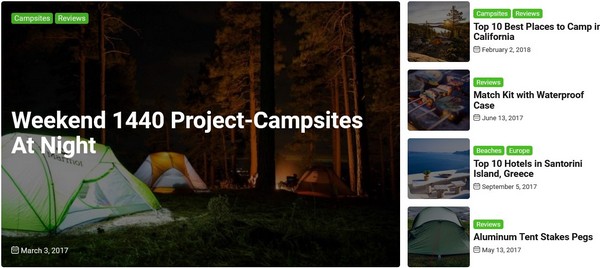 Campsites Reviews
Weekend 1440 Project-Campsites
At Night
March 3, 2017
Campsites Reviews
Top 10 Best Places to Camp in
California
February 2, 2018
Reviews
Match Kit with Waterproof
Case
June 13, 2017
Beaches Europe
Top 10 Hotels in Santorini
Island, Greece
September 5, 2017
Reviews
Aluminum Tent Stakes Pegs
May 13, 2017